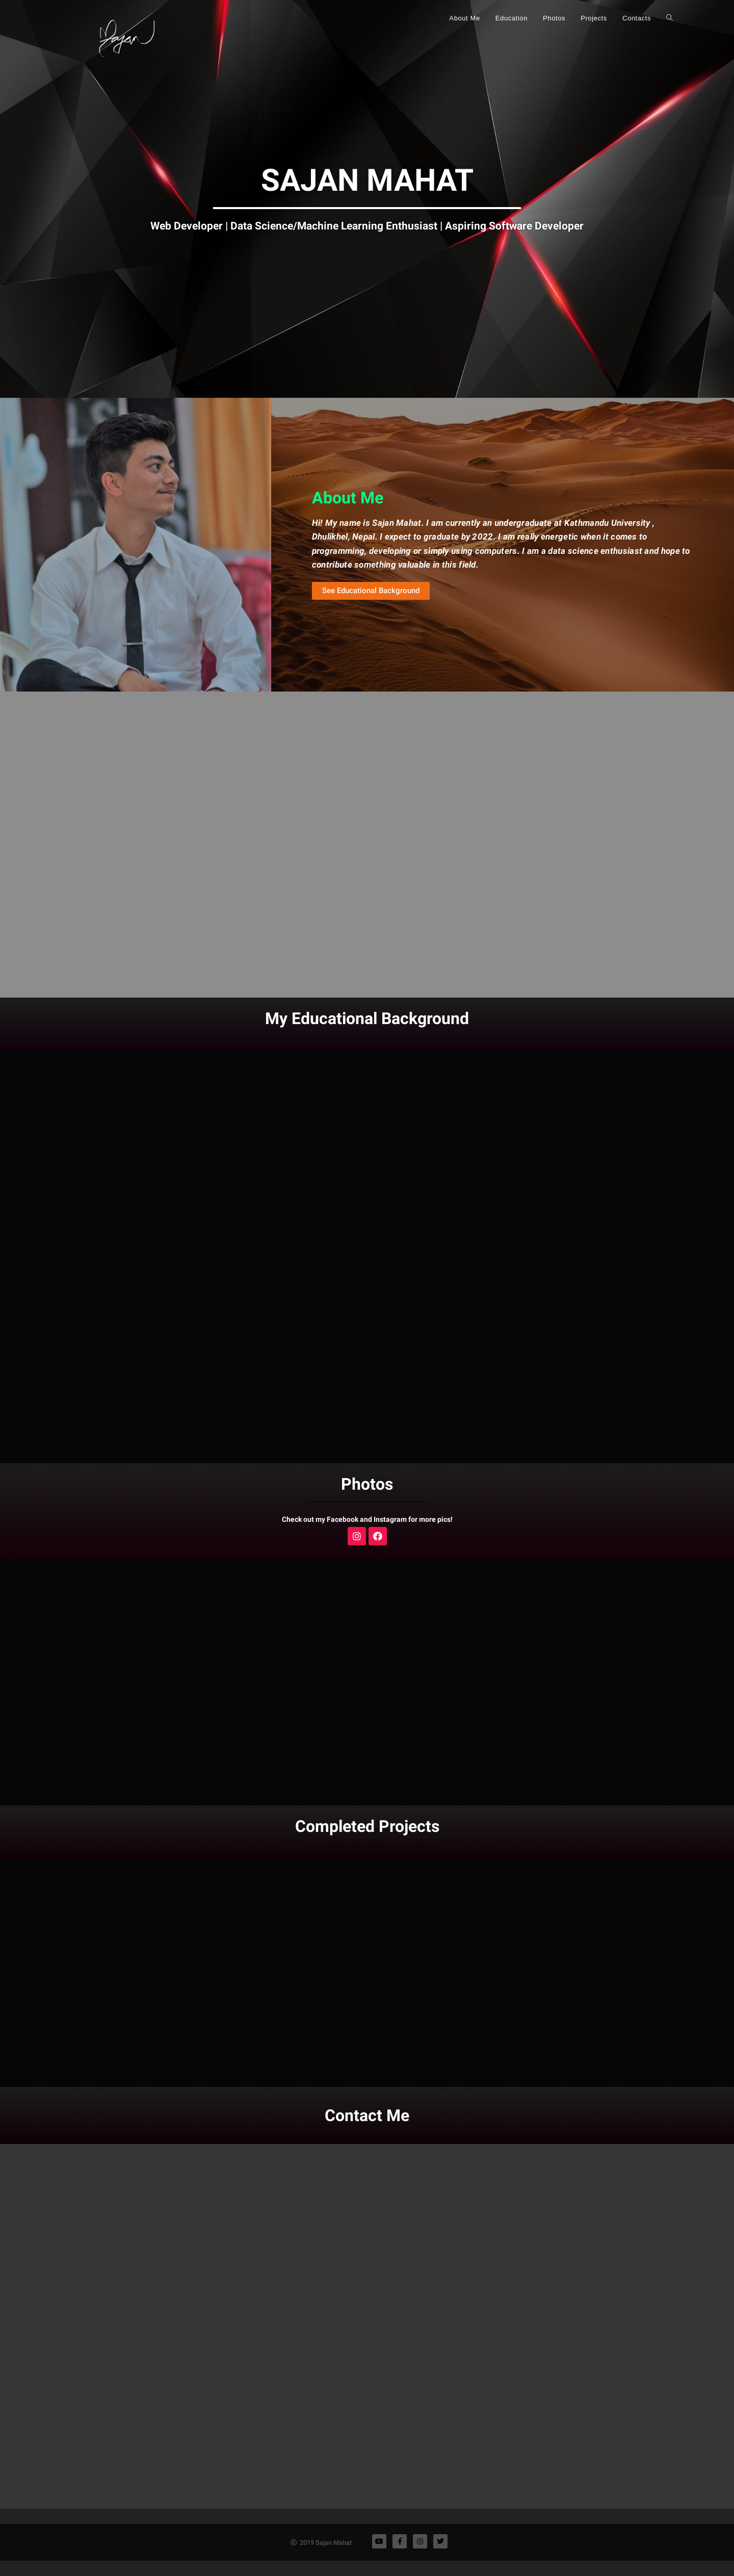 Sajan
About Me Education Photos Projects Contacts
SAJAN MAHAT
Web Developer | Data Science/Machine Learning Enthusiast | Aspiring Software Developer
About Me
Hi! My name is Sajan Mahat. I am currently an undergraduate at Kathmandu University ,
Dhulikhel, Nepal. I expect to graduate by 2022. I am really energetic when it comes to
programming, developing or simply using computers. I am a data science enthusiast and hope to
contribute something valuable in this field.
See Educational Background
My Educational Background
Photos
Check out my Facebook and Instagram for more pics!
Completed Projects
Contact Me
© 2019 Sajan Mahat